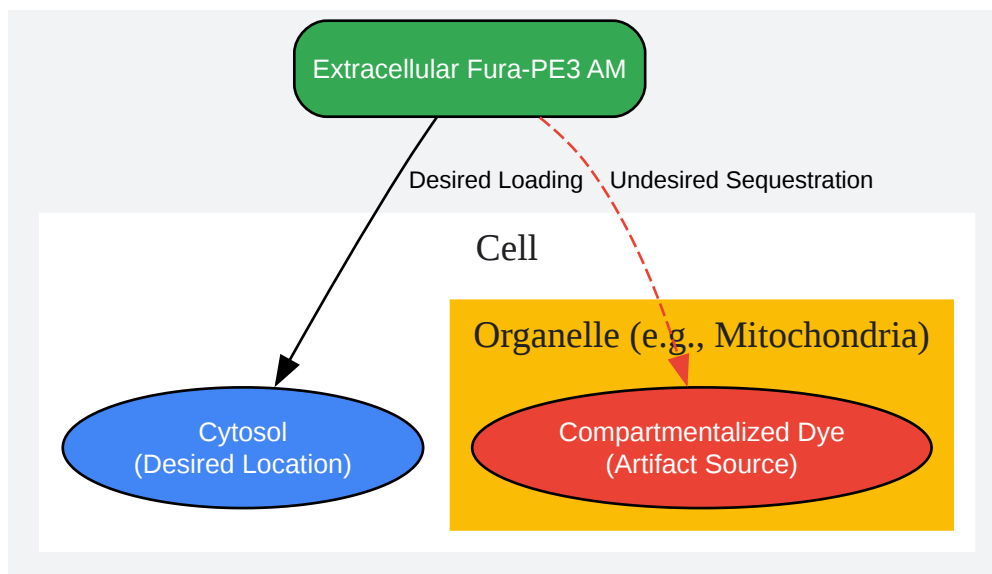 Extracellular Fura-PE3 AM
Desired Loading
Undesired Sequestration
Cell
Organelle (e.g., Mitochondria)
Cytosol
(Desired Location)
Compartmentalized Dye
(Artifact Source)